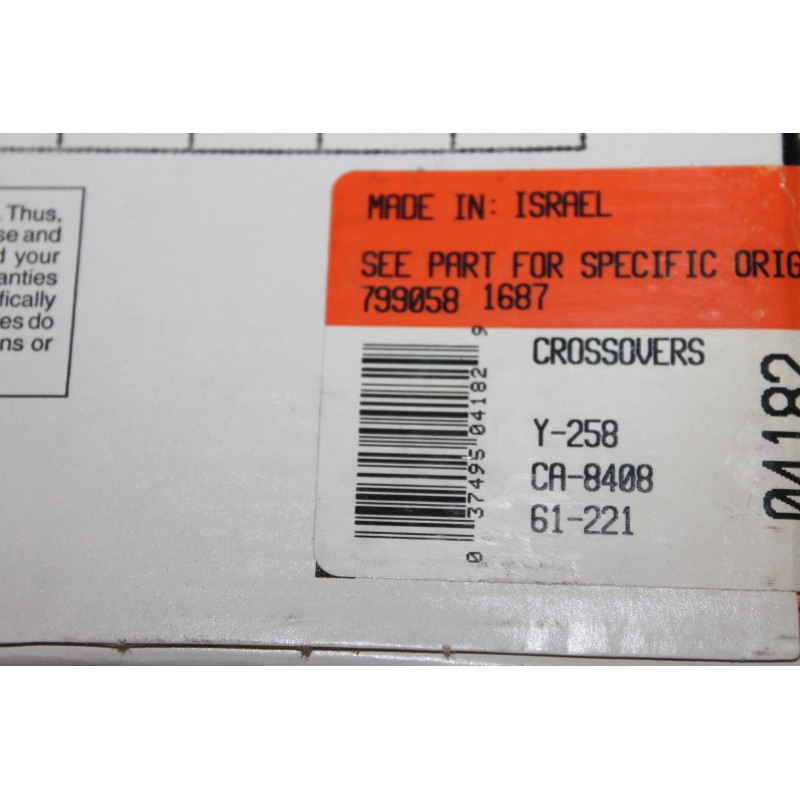 . Thus,
se and
d your
anties
fically
es do
ns or
MADE IN: ISRAEL
SEE PART FOR SPECIFIC ORIG
799058 1687
CROSSOVERS
Y-258
CA-8408
61-221
0 37495 04182 9
04182